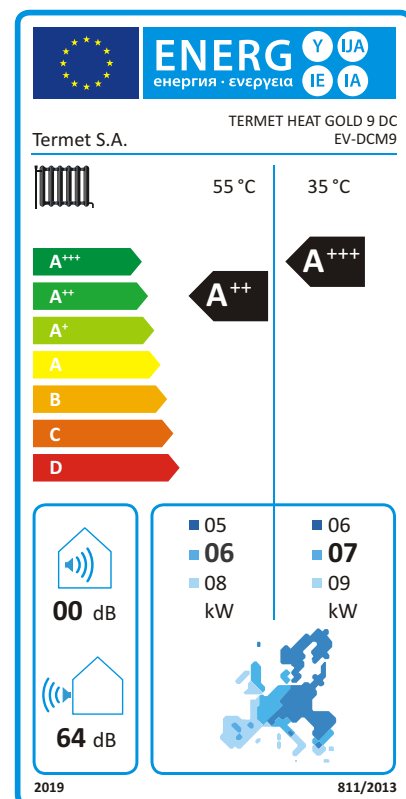 ENERG Y IJA
енергия · ενεργεια IE IA
TERMET HEAT GOLD 9 DC
Termet S.A. EV-DCM9
55 °C 35 °C
A+++
A++
A+
A
B
C
D
A++
A+++
05 06
06 07
08 09
kW kW
00 dB
64 dB
2019 811/2013